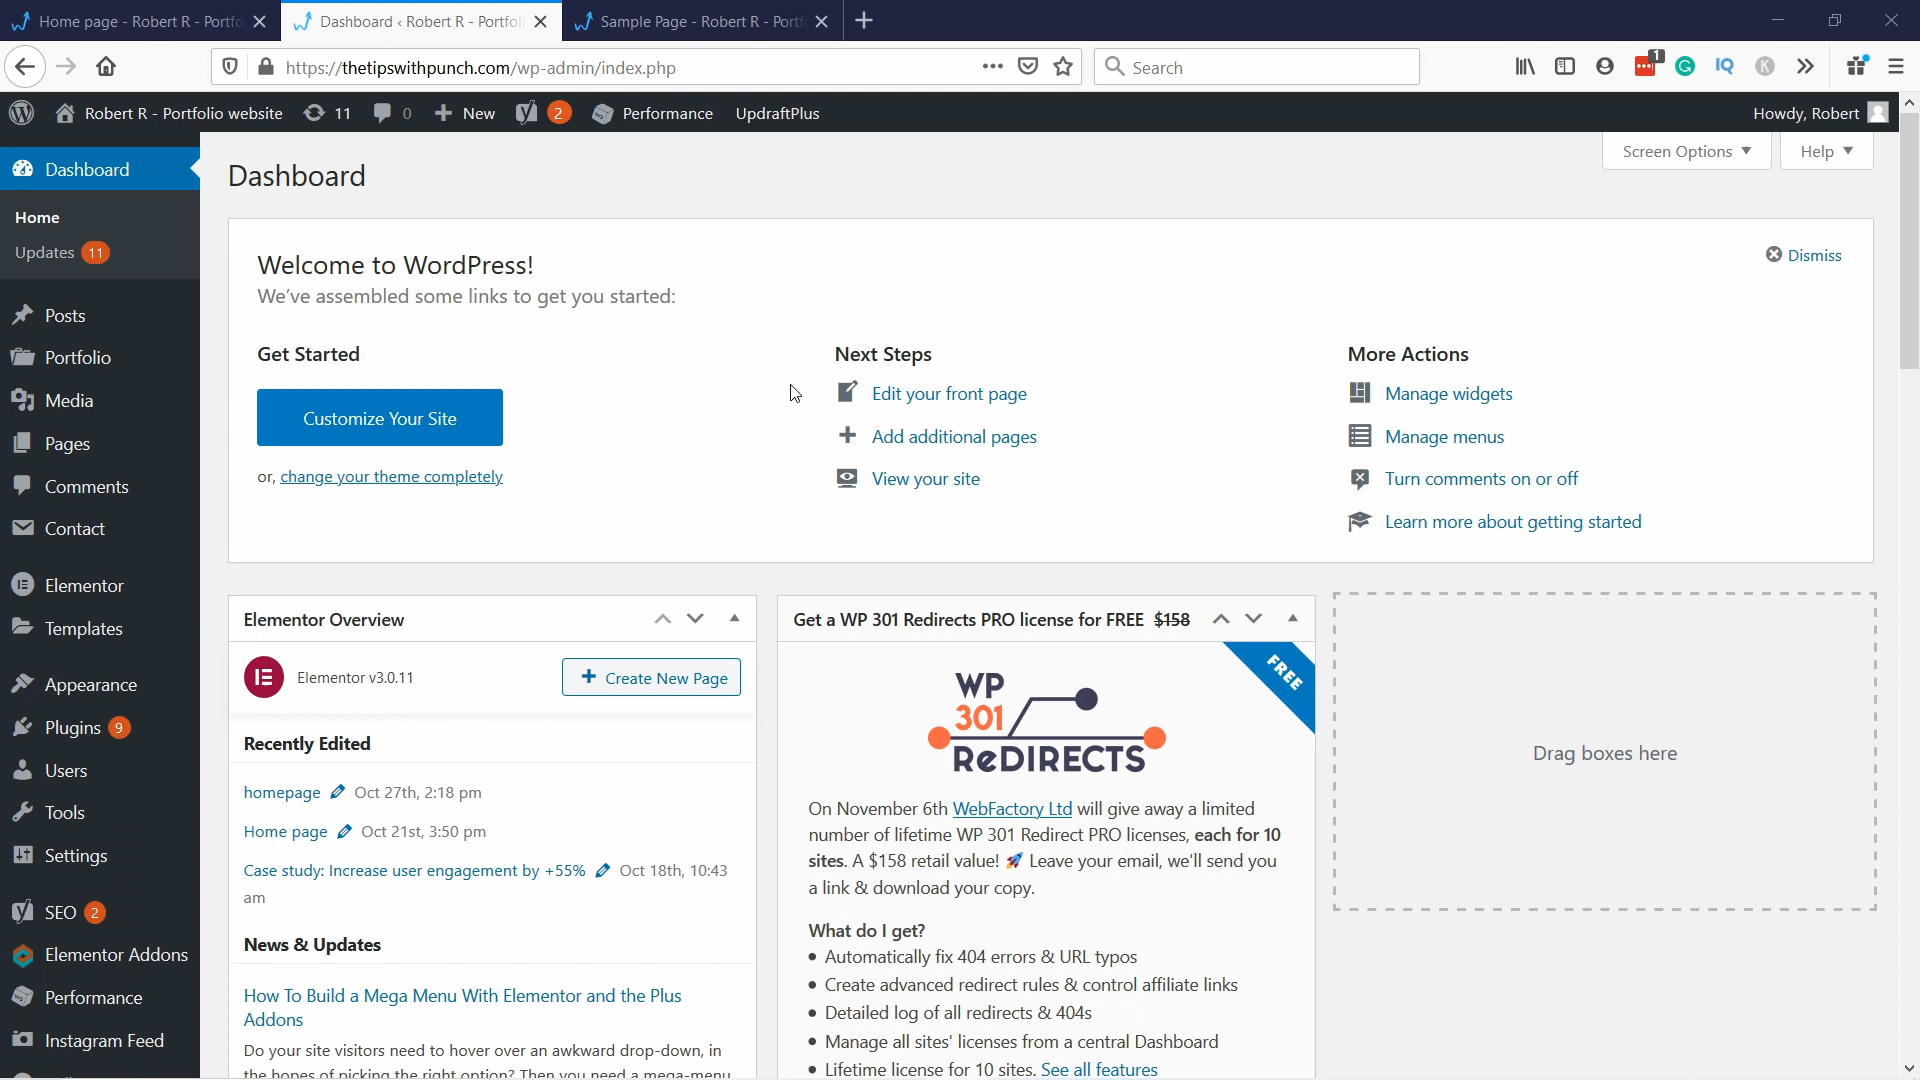 Home page - Robert R - Portfo
Dashboard ‹ Robert R - Portfoli
Sample Page - Robert R - Portf
https://thetipswithpunch.com/wp-admin/index.php
Search
1
Robert R - Portfolio website
11
0
New
2
Performance
UpdraftPlus
Howdy, Robert
Dashboard
Home
Updates 11
Posts
Portfolio
Media
Pages
Comments
Contact
Elementor
Templates
Appearance
Plugins 9
Users
Tools
Settings
SEO 2
Elementor Addons
Performance
Instagram Feed
Screen Options
Help
Dashboard
Welcome to WordPress!
We've assembled some links to get you started:
Dismiss
Get Started
Customize Your Site
or, change your theme completely
Next Steps
Edit your front page
Add additional pages
View your site
More Actions
Manage widgets
Manage menus
Turn comments on or off
Learn more about getting started
Elementor Overview
Elementor v3.0.11
Create New Page
Recently Edited
homepage Oct 27th, 2:18 pm
Home page Oct 21st, 3:50 pm
Case study: Increase user engagement by +55% Oct 18th, 10:43
am
News & Updates
How To Build a Mega Menu With Elementor and the Plus
Addons
Do your site visitors need to hover over an awkward drop-down, in
the hopes of picking the right option? Then you need a mega-menu
Get a WP 301 Redirects PRO license for FREE $158
FREE
WP
301
ReDIRECTS
On November 6th WebFactory Ltd will give away a limited
number of lifetime WP 301 Redirect PRO licenses, each for 10
sites. A $158 retail value! 🚀 Leave your email, we'll send you
a link & download your copy.
What do I get?
• Automatically fix 404 errors & URL typos
• Create advanced redirect rules & control affiliate links
• Detailed log of all redirects & 404s
• Manage all sites' licenses from a central Dashboard
• Lifetime license for 10 sites. See all features
Drag boxes here